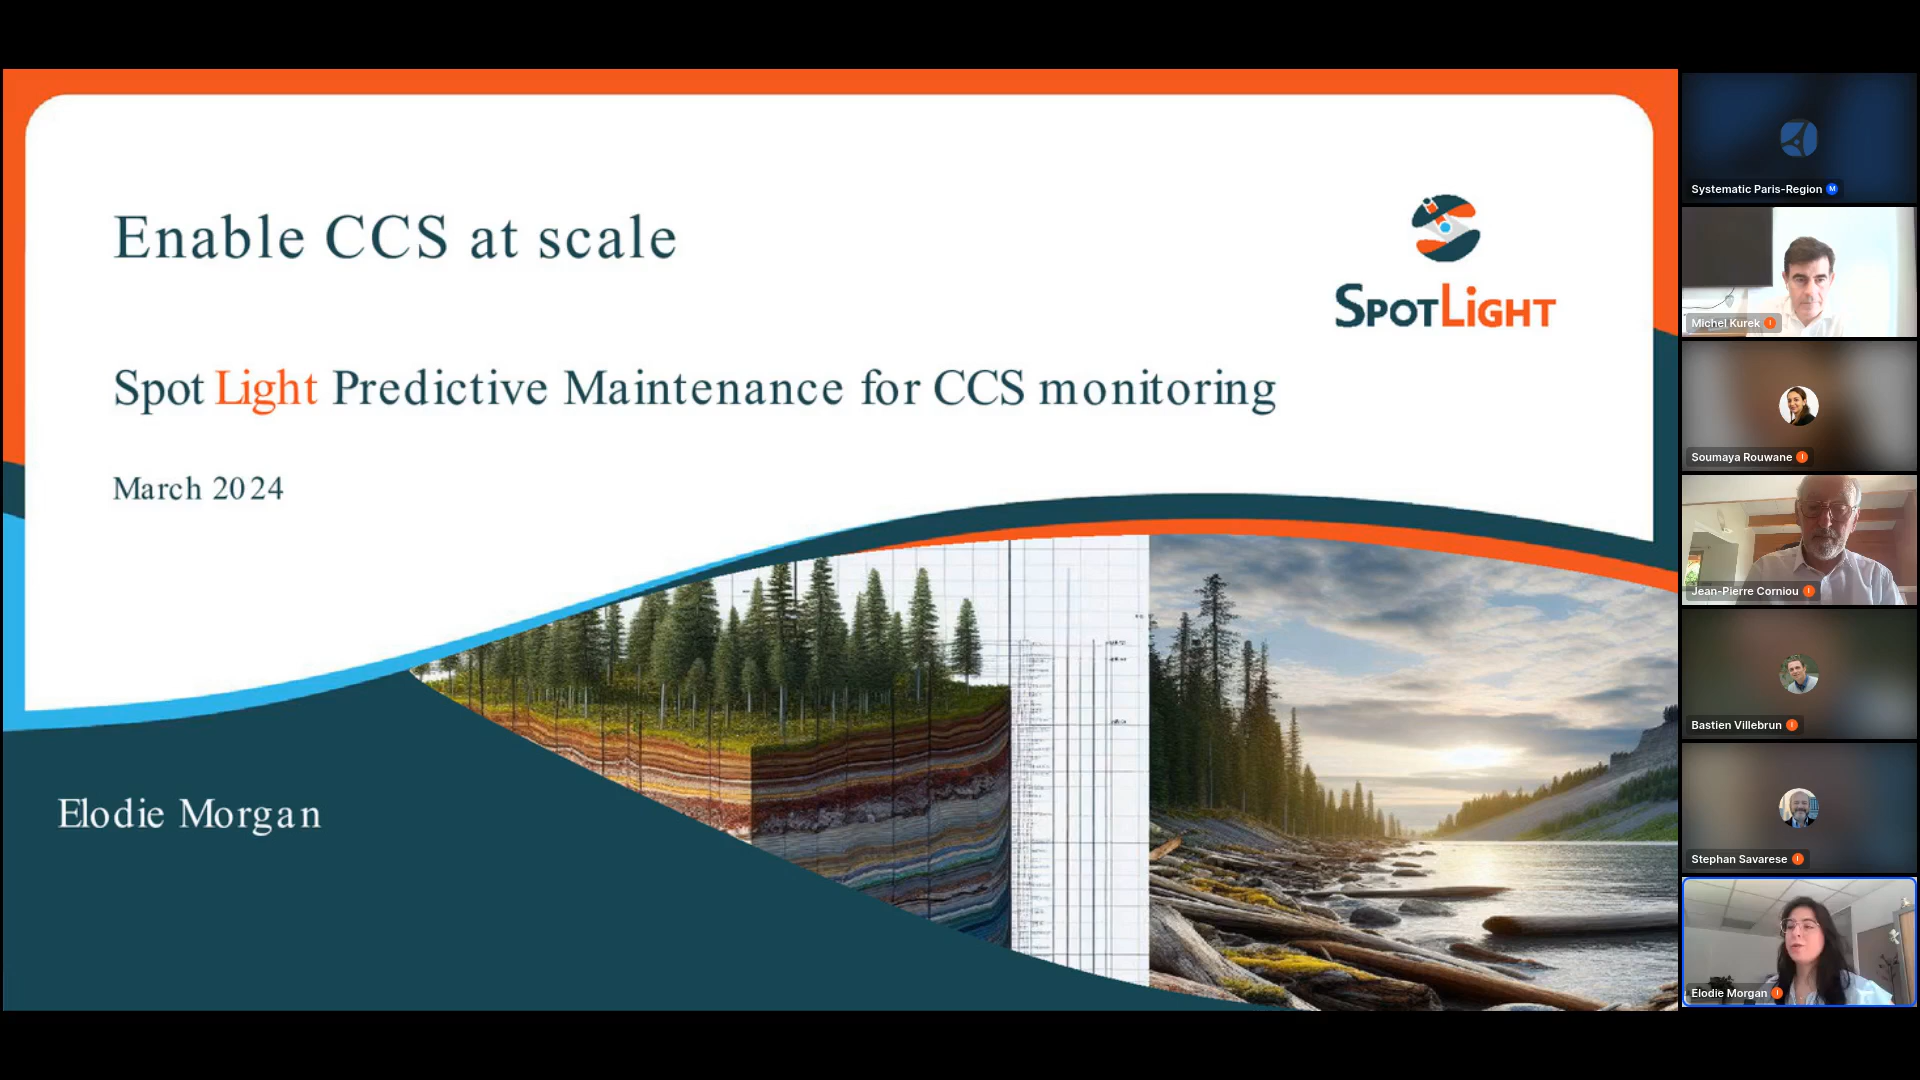 Enable CCS at scale
SPOTLIGHT
Spot Light Predictive Maintenance for CCS monitoring
March 2024
Elodie Morgan
Systematic Paris-Region M
Michel Kurek I
Soumaya Rouwane I
Jean-Pierre Corniou I
Bastien Villebrun I
Stephan Savarese I
Elodie Morgan I